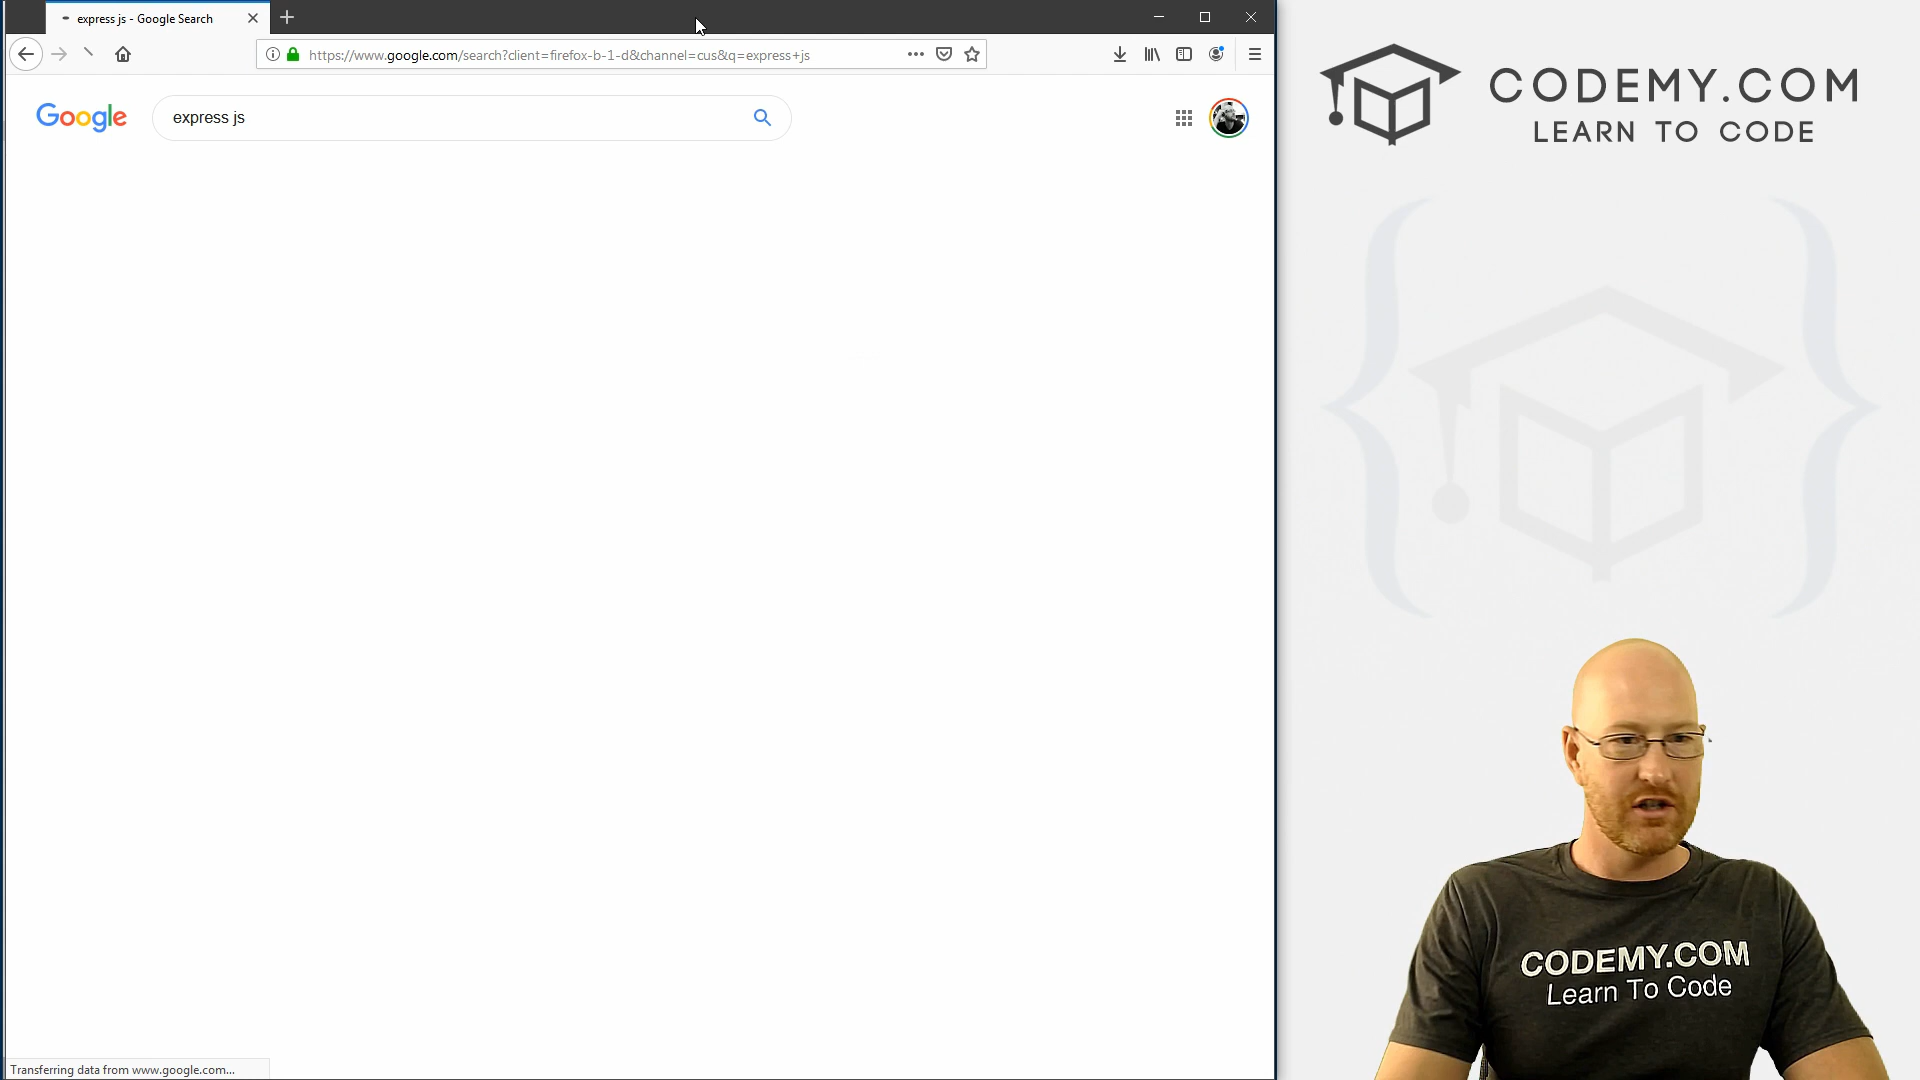 express js - Google Search
https://www.google.com/search?client=firefox-b-1-d&channel=cus&q=express+js
Google
express js
Transferring data from www.google.com...
CODEMY.COM
LEARN TO CODE
CODEMY.COM
Learn To Code